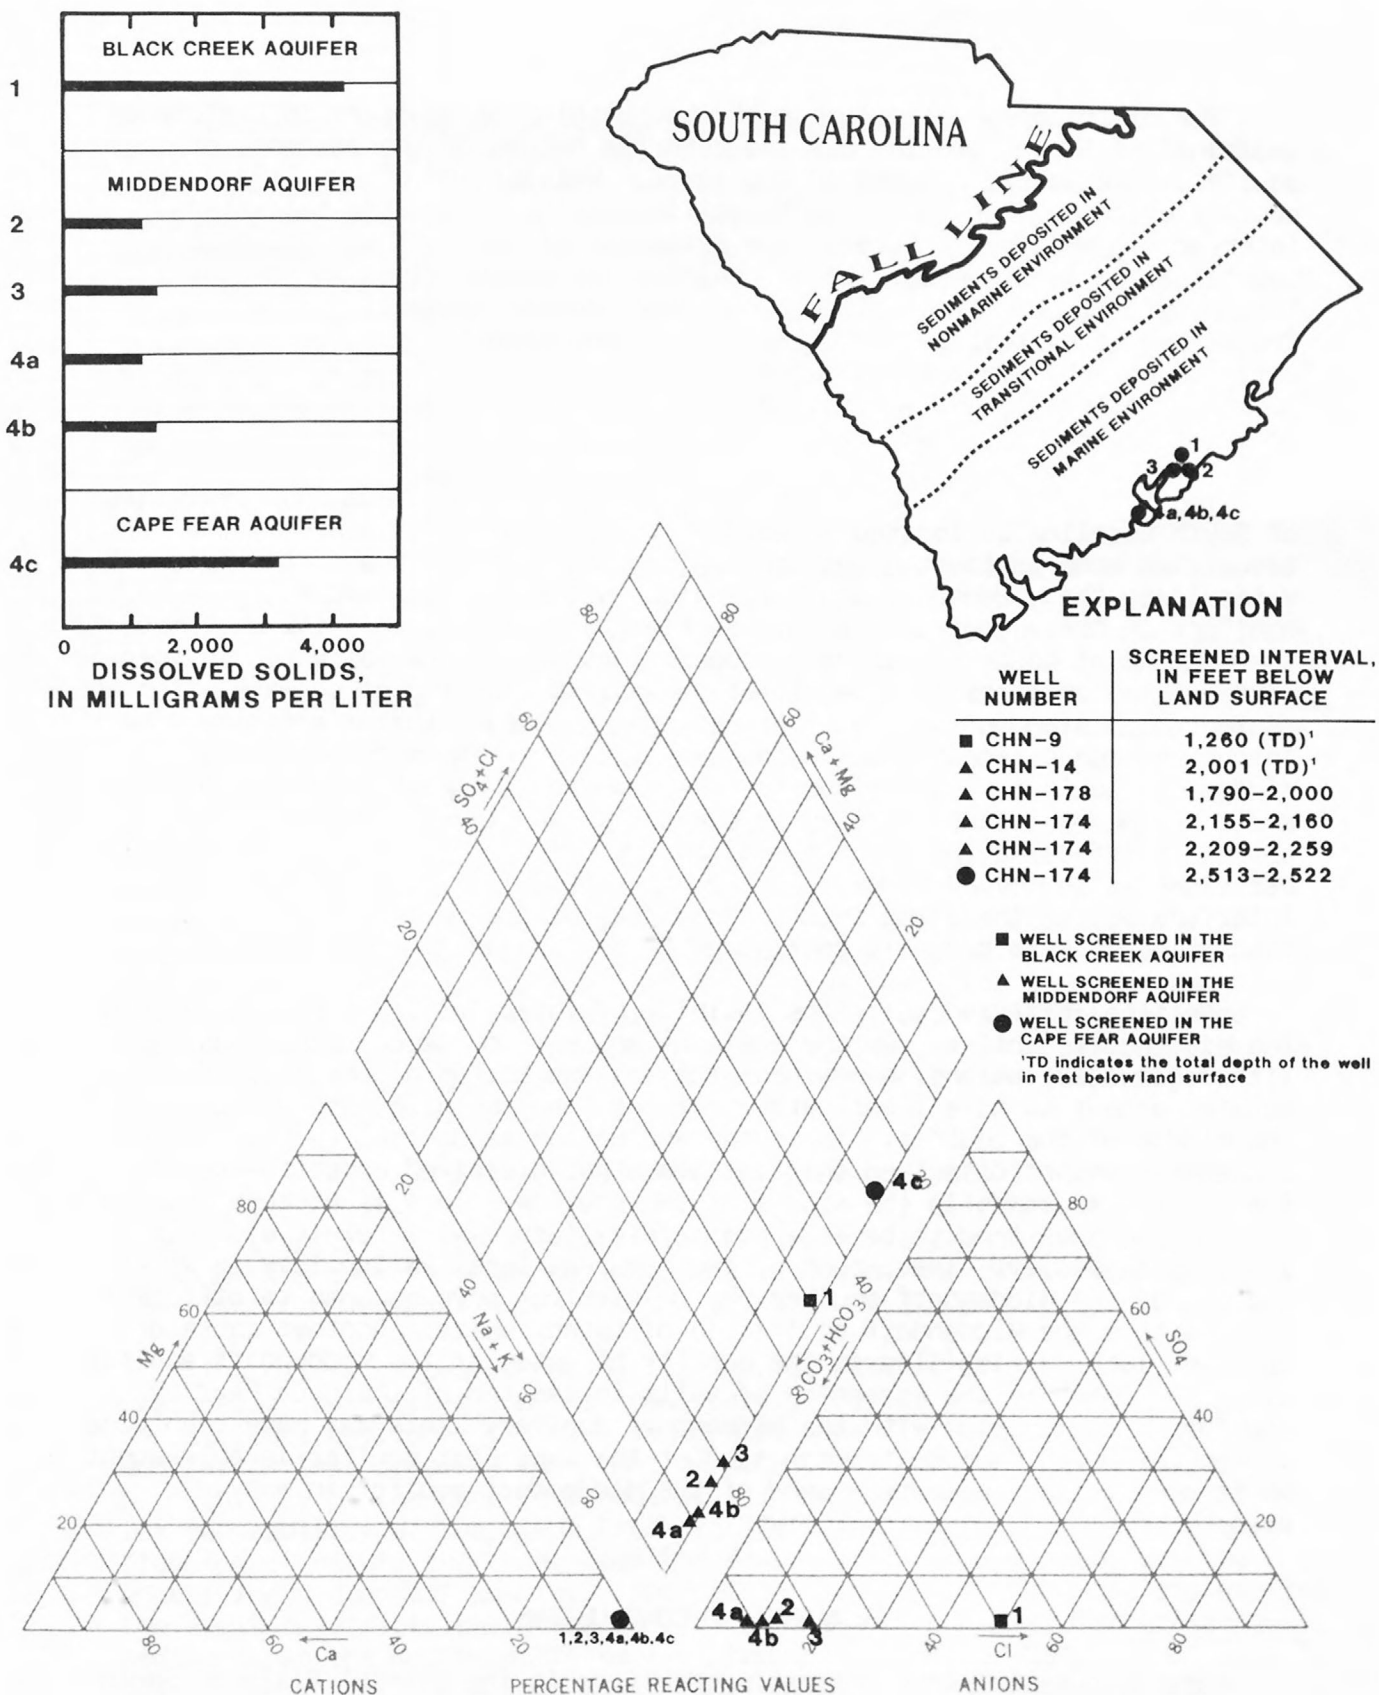 BLACK CREEK AQUIFER
1
MIDDENDORF AQUIFER
2
3
4a
4b
CAPE FEAR AQUIFER
4c
0 2,000 4,000
DISSOLVED SOLIDS,
IN MILLIGRAMS PER LITER
SOUTH CAROLINA
FALL LINE
SEDIMENTS DEPOSITED IN
NONMARINE ENVIRONMENT
SEDIMENTS DEPOSITED IN
TRANSITIONAL ENVIRONMENT
SEDIMENTS DEPOSITED IN
MARINE ENVIRONMENT
1
3 2
4a, 4b, 4c
EXPLANATION
WELL NUMBER
SCREENED INTERVAL,
IN FEET BELOW
LAND SURFACE
CHN-9 1,260 (TD)¹
CHN-14 2,001 (TD)¹
CHN-178 1,790-2,000
CHN-174 2,155-2,160
CHN-174 2,209-2,259
CHN-174 2,513-2,522
WELL SCREENED IN THE
BLACK CREEK AQUIFER
WELL SCREENED IN THE
MIDDENDORF AQUIFER
WELL SCREENED IN THE
CAPE FEAR AQUIFER
¹TD indicates the total depth of the well
in feet below land surface
80 80
60 60
SO4+Cl Ca+Mg
40 40
20 20
20 4c 20
80 80
40 1 40
60 60
Mg Na+K CO3+HCO3 SO4
60 60
40 40
3
2
80 4b 80
4a
20 20
4a 2 1
4b 3
1,2,3,4a,4b,4c
80 60 40 20
Ca
20 40 60 80
Cl
CATIONS PERCENTAGE REACTING VALUES ANIONS